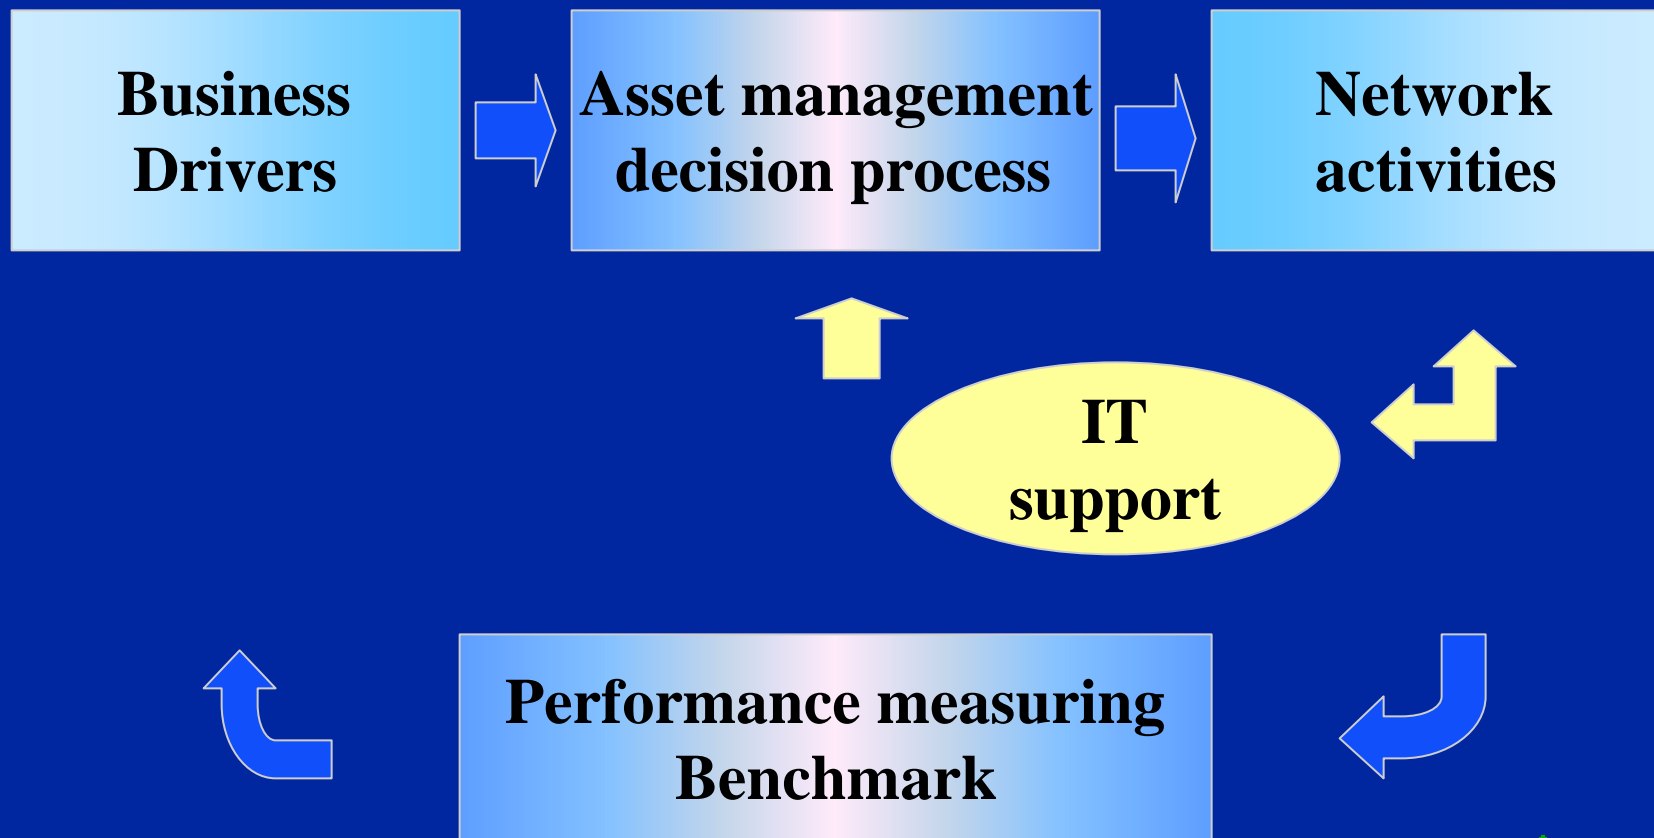 Business
Drivers
Asset management
decision process
Network
activities
IT
support
Performance measuring
Benchmark